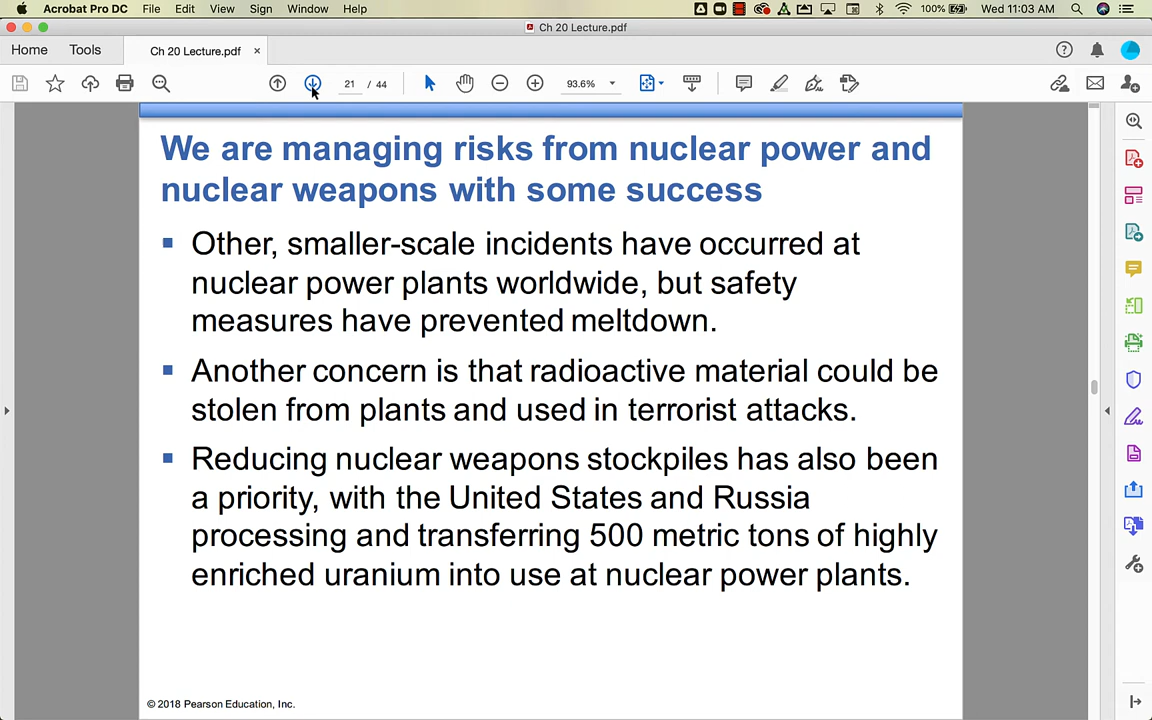 Acrobat Pro DC File Edit View Sign Window Help 100% Wed 11:03 AM
Ch 20 Lecture.pdf
Home Tools Ch 20 Lecture.pdf ×
21 / 44 93.6%
We are managing risks from nuclear power and
nuclear weapons with some success
▪ Other, smaller-scale incidents have occurred at
nuclear power plants worldwide, but safety
measures have prevented meltdown.
▪ Another concern is that radioactive material could be
stolen from plants and used in terrorist attacks.
▪ Reducing nuclear weapons stockpiles has also been
a priority, with the United States and Russia
processing and transferring 500 metric tons of highly
enriched uranium into use at nuclear power plants.
© 2018 Pearson Education, Inc.